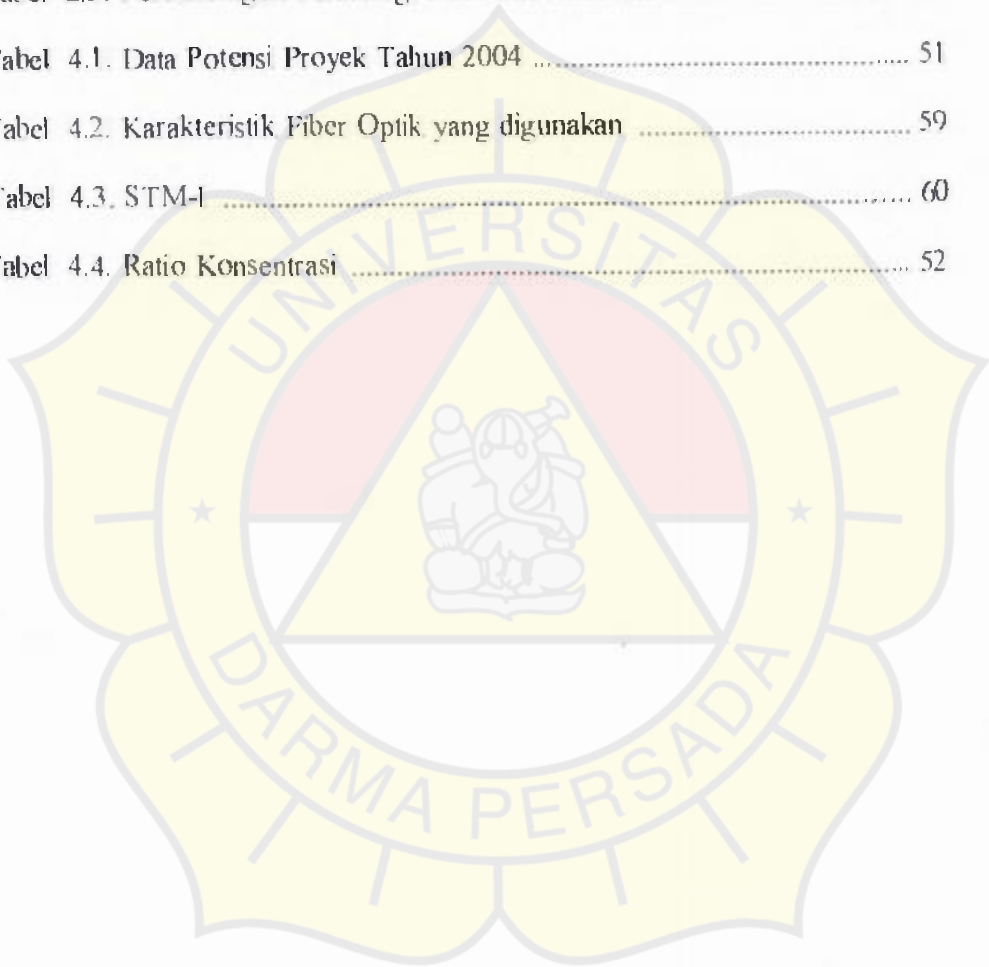 Tabel 4.1. Data Potensi Proyek Tahun 2004 ........................................ 51
Tabel 4.2. Karakteristik Fiber Optik yang digunakan ........................................ 59
Tabel 4.3. STM-1 ........................................ 60
Tabel 4.4. Ratio Konsentrasi ........................................ 52
UNIVERSITAS
DARMA PERSADA